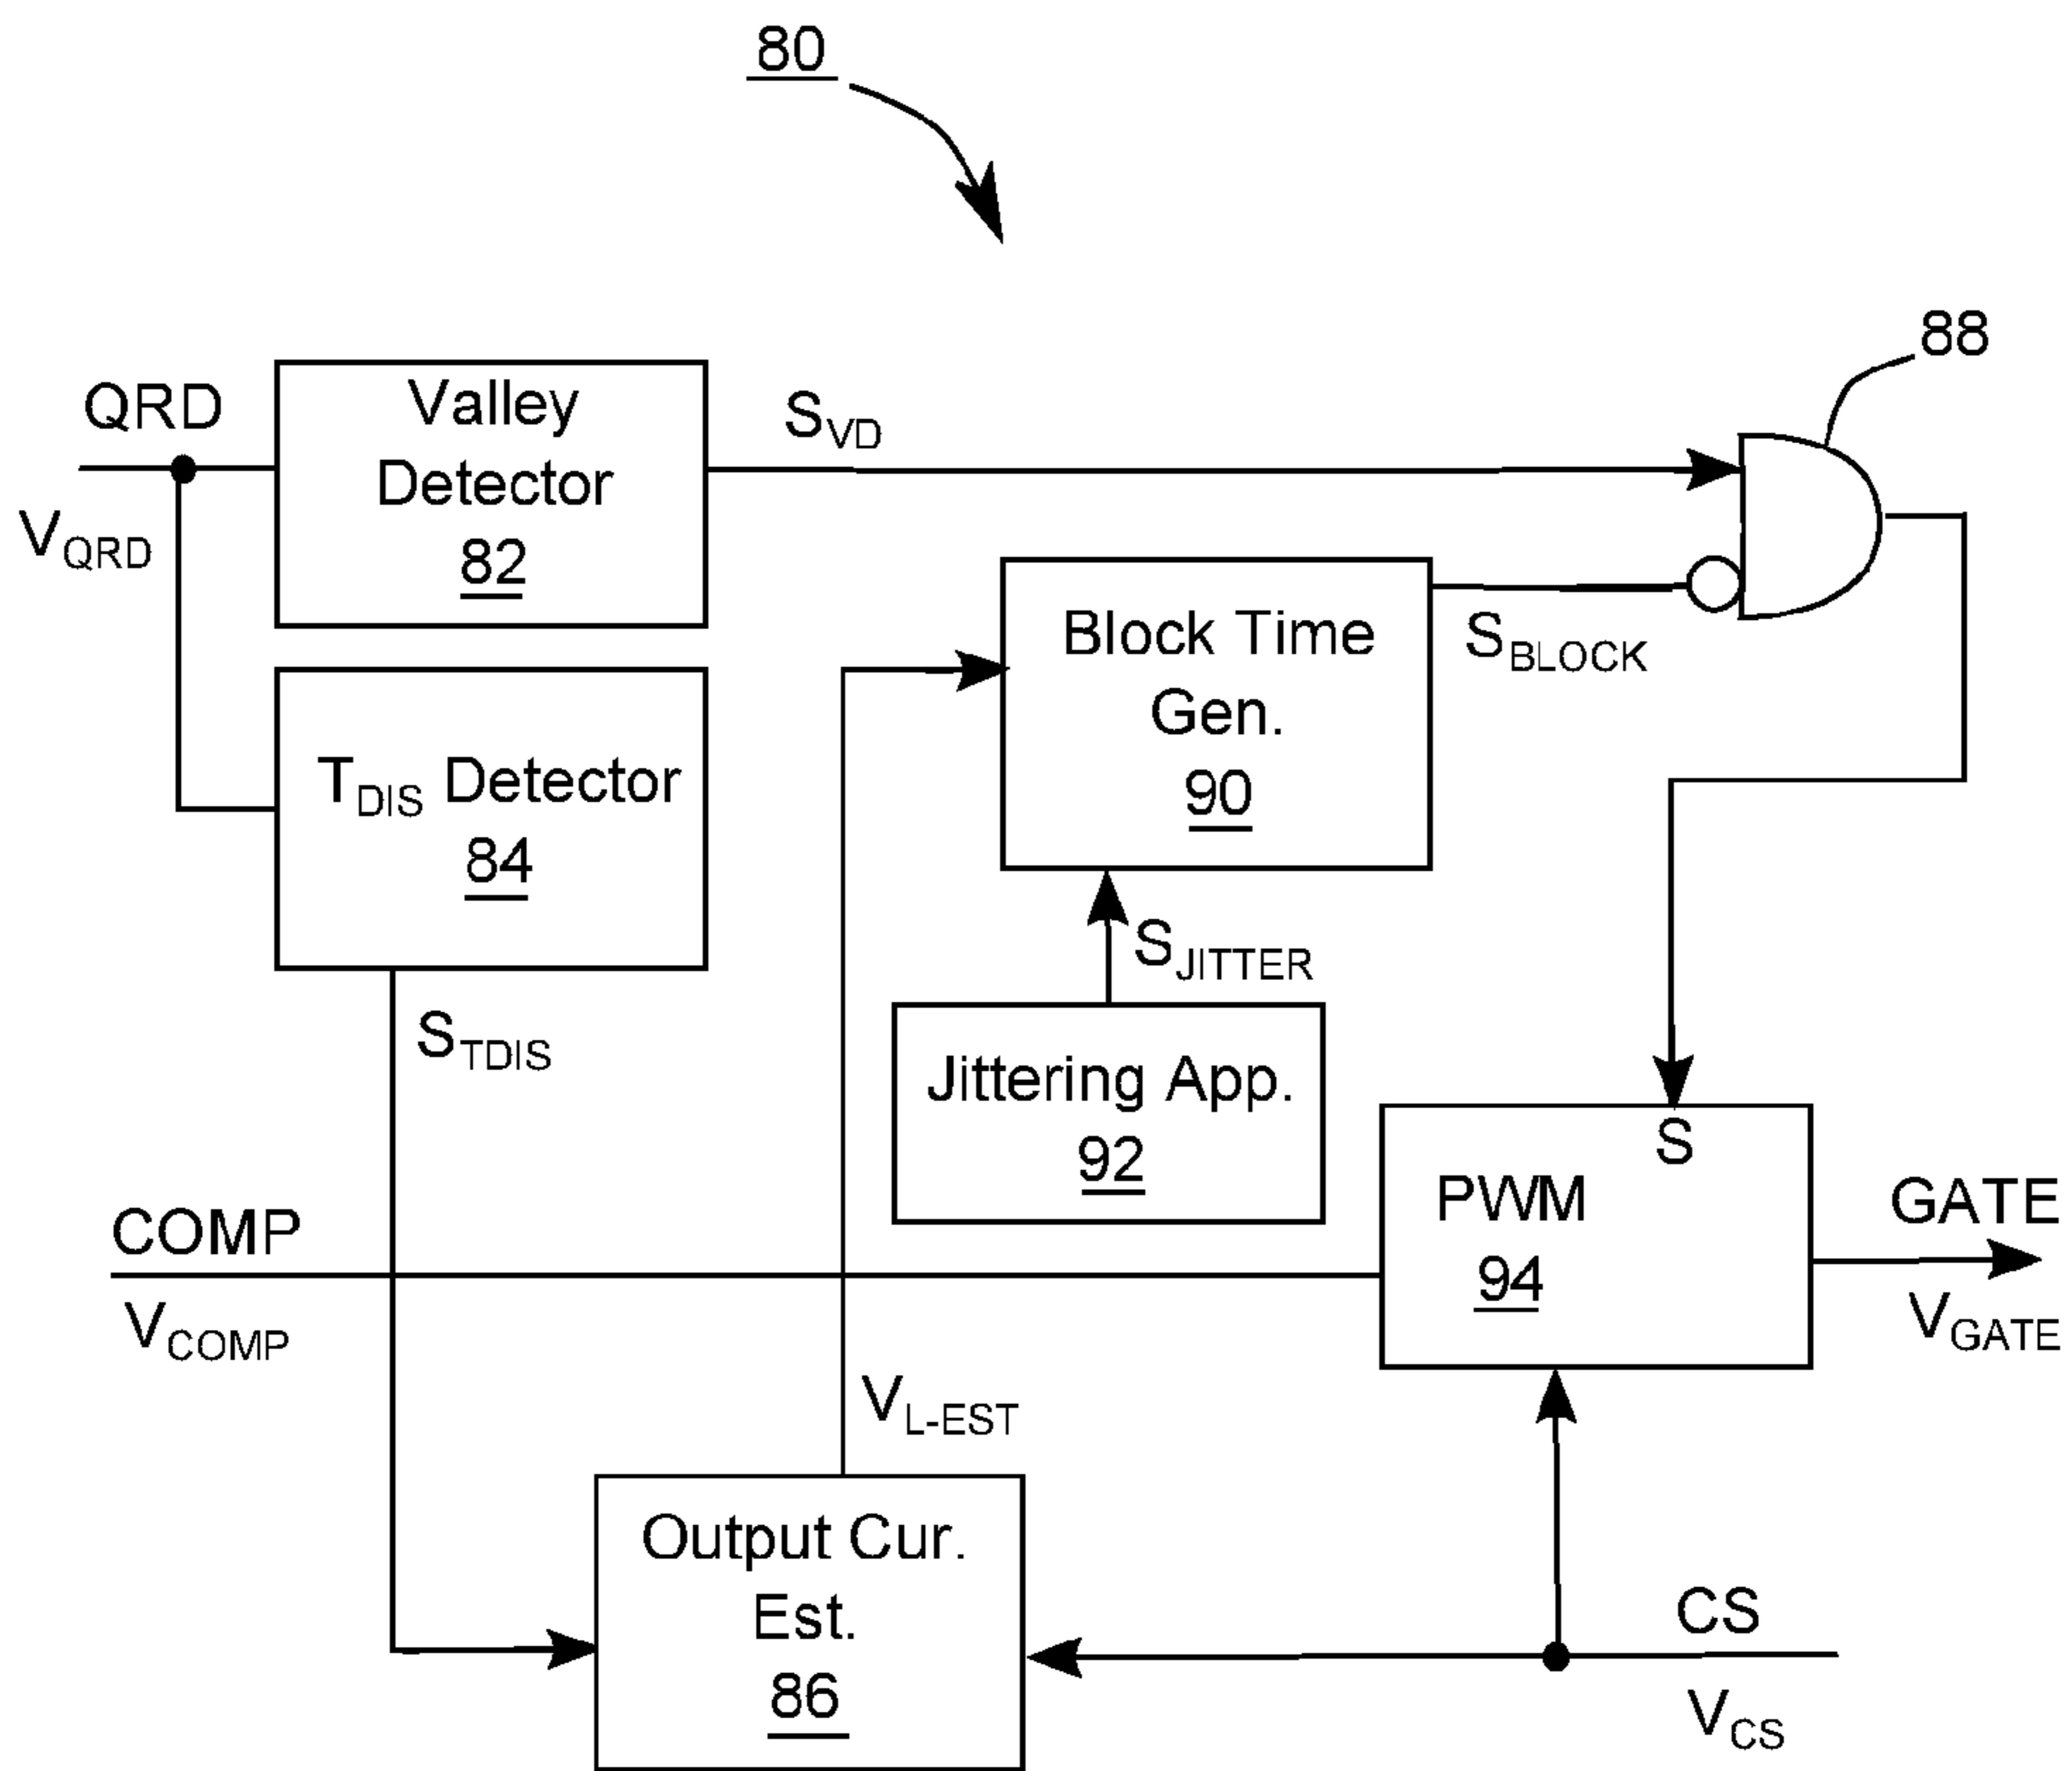 80
88
QRD
V_QRD
Valley
Detector
82
S_VD
T_DIS Detector
84
Block Time
Gen.
90
S_BLOCK
S_JITTER
S_TDIS
Jittering App.
92
S
PWM
94
GATE
V_GATE
COMP
V_COMP
V_L-EST
Output Cur.
Est.
86
CS
V_CS